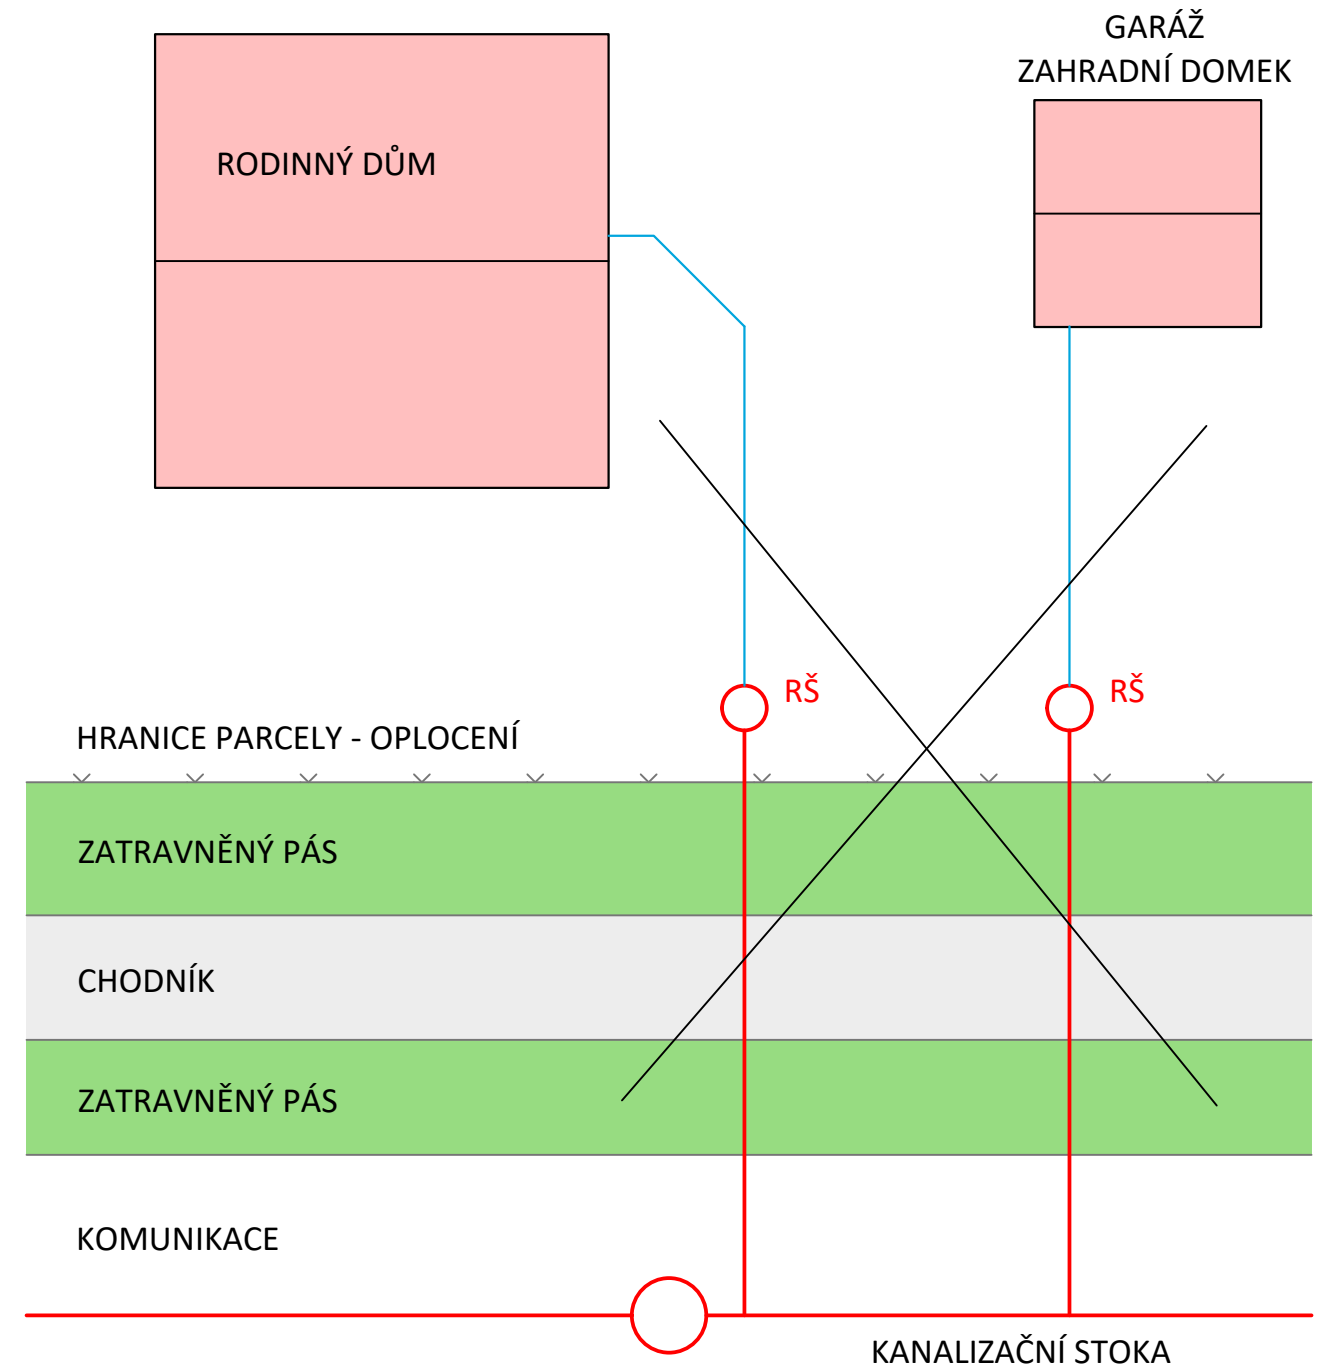 GARÁŽ
ZAHRADNÍ DOMEK
RODINNÝ DŮM
RŠ
RŠ
HRANICE PARCELY - OPLOCENÍ
ZATRAVNĚNÝ PÁS
CHODNÍK
ZATRAVNĚNÝ PÁS
KOMUNIKACE
KANALIZAČNÍ STOKA